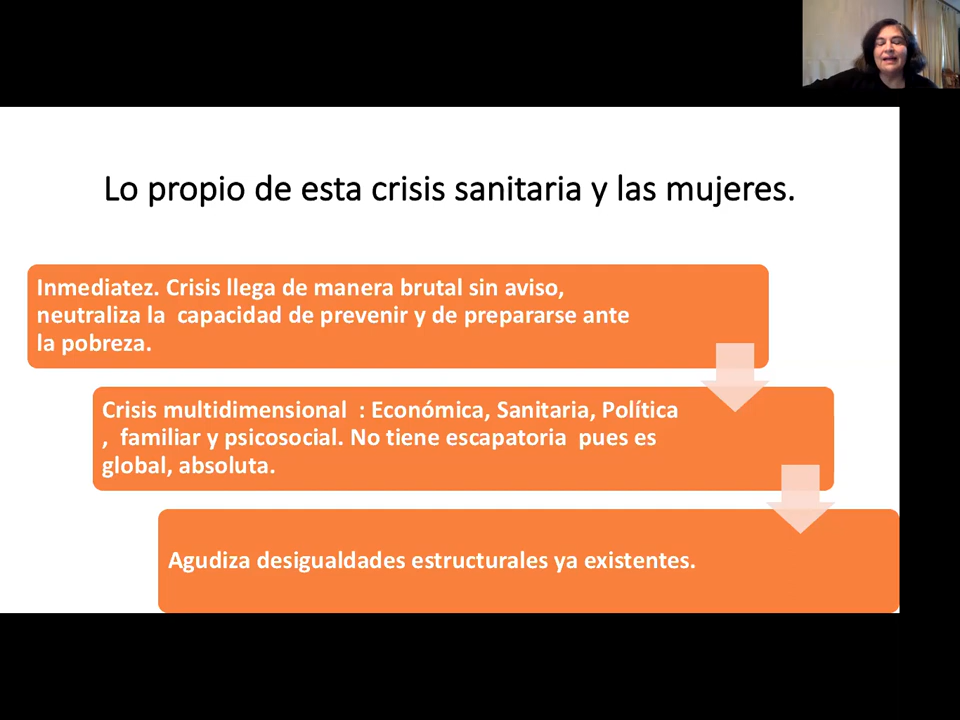 Lo propio de esta crisis sanitaria y las mujeres.
Inmediatez. Crisis llega de manera brutal sin aviso,
neutraliza la  capacidad de prevenir y de prepararse ante
la pobreza.
Crisis multidimensional  : Económica, Sanitaria, Política
,  familiar y psicosocial. No tiene escapatoria  pues es
global, absoluta.
Agudiza desigualdades estructurales ya existentes.